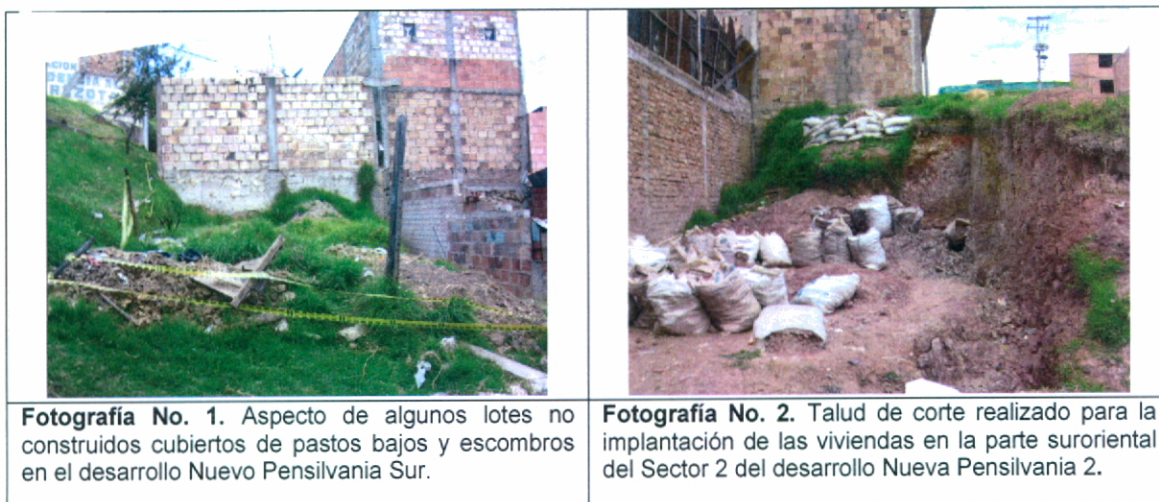 Fotografía No. 1. Aspecto de algunos lotes no
construidos cubiertos de pastos bajos y escombros
en el desarrollo Nuevo Pensilvania Sur.
Fotografía No. 2. Talud de corte realizado para la
implantación de las viviendas en la parte suroriental
del Sector 2 del desarrollo Nueva Pensilvania 2.